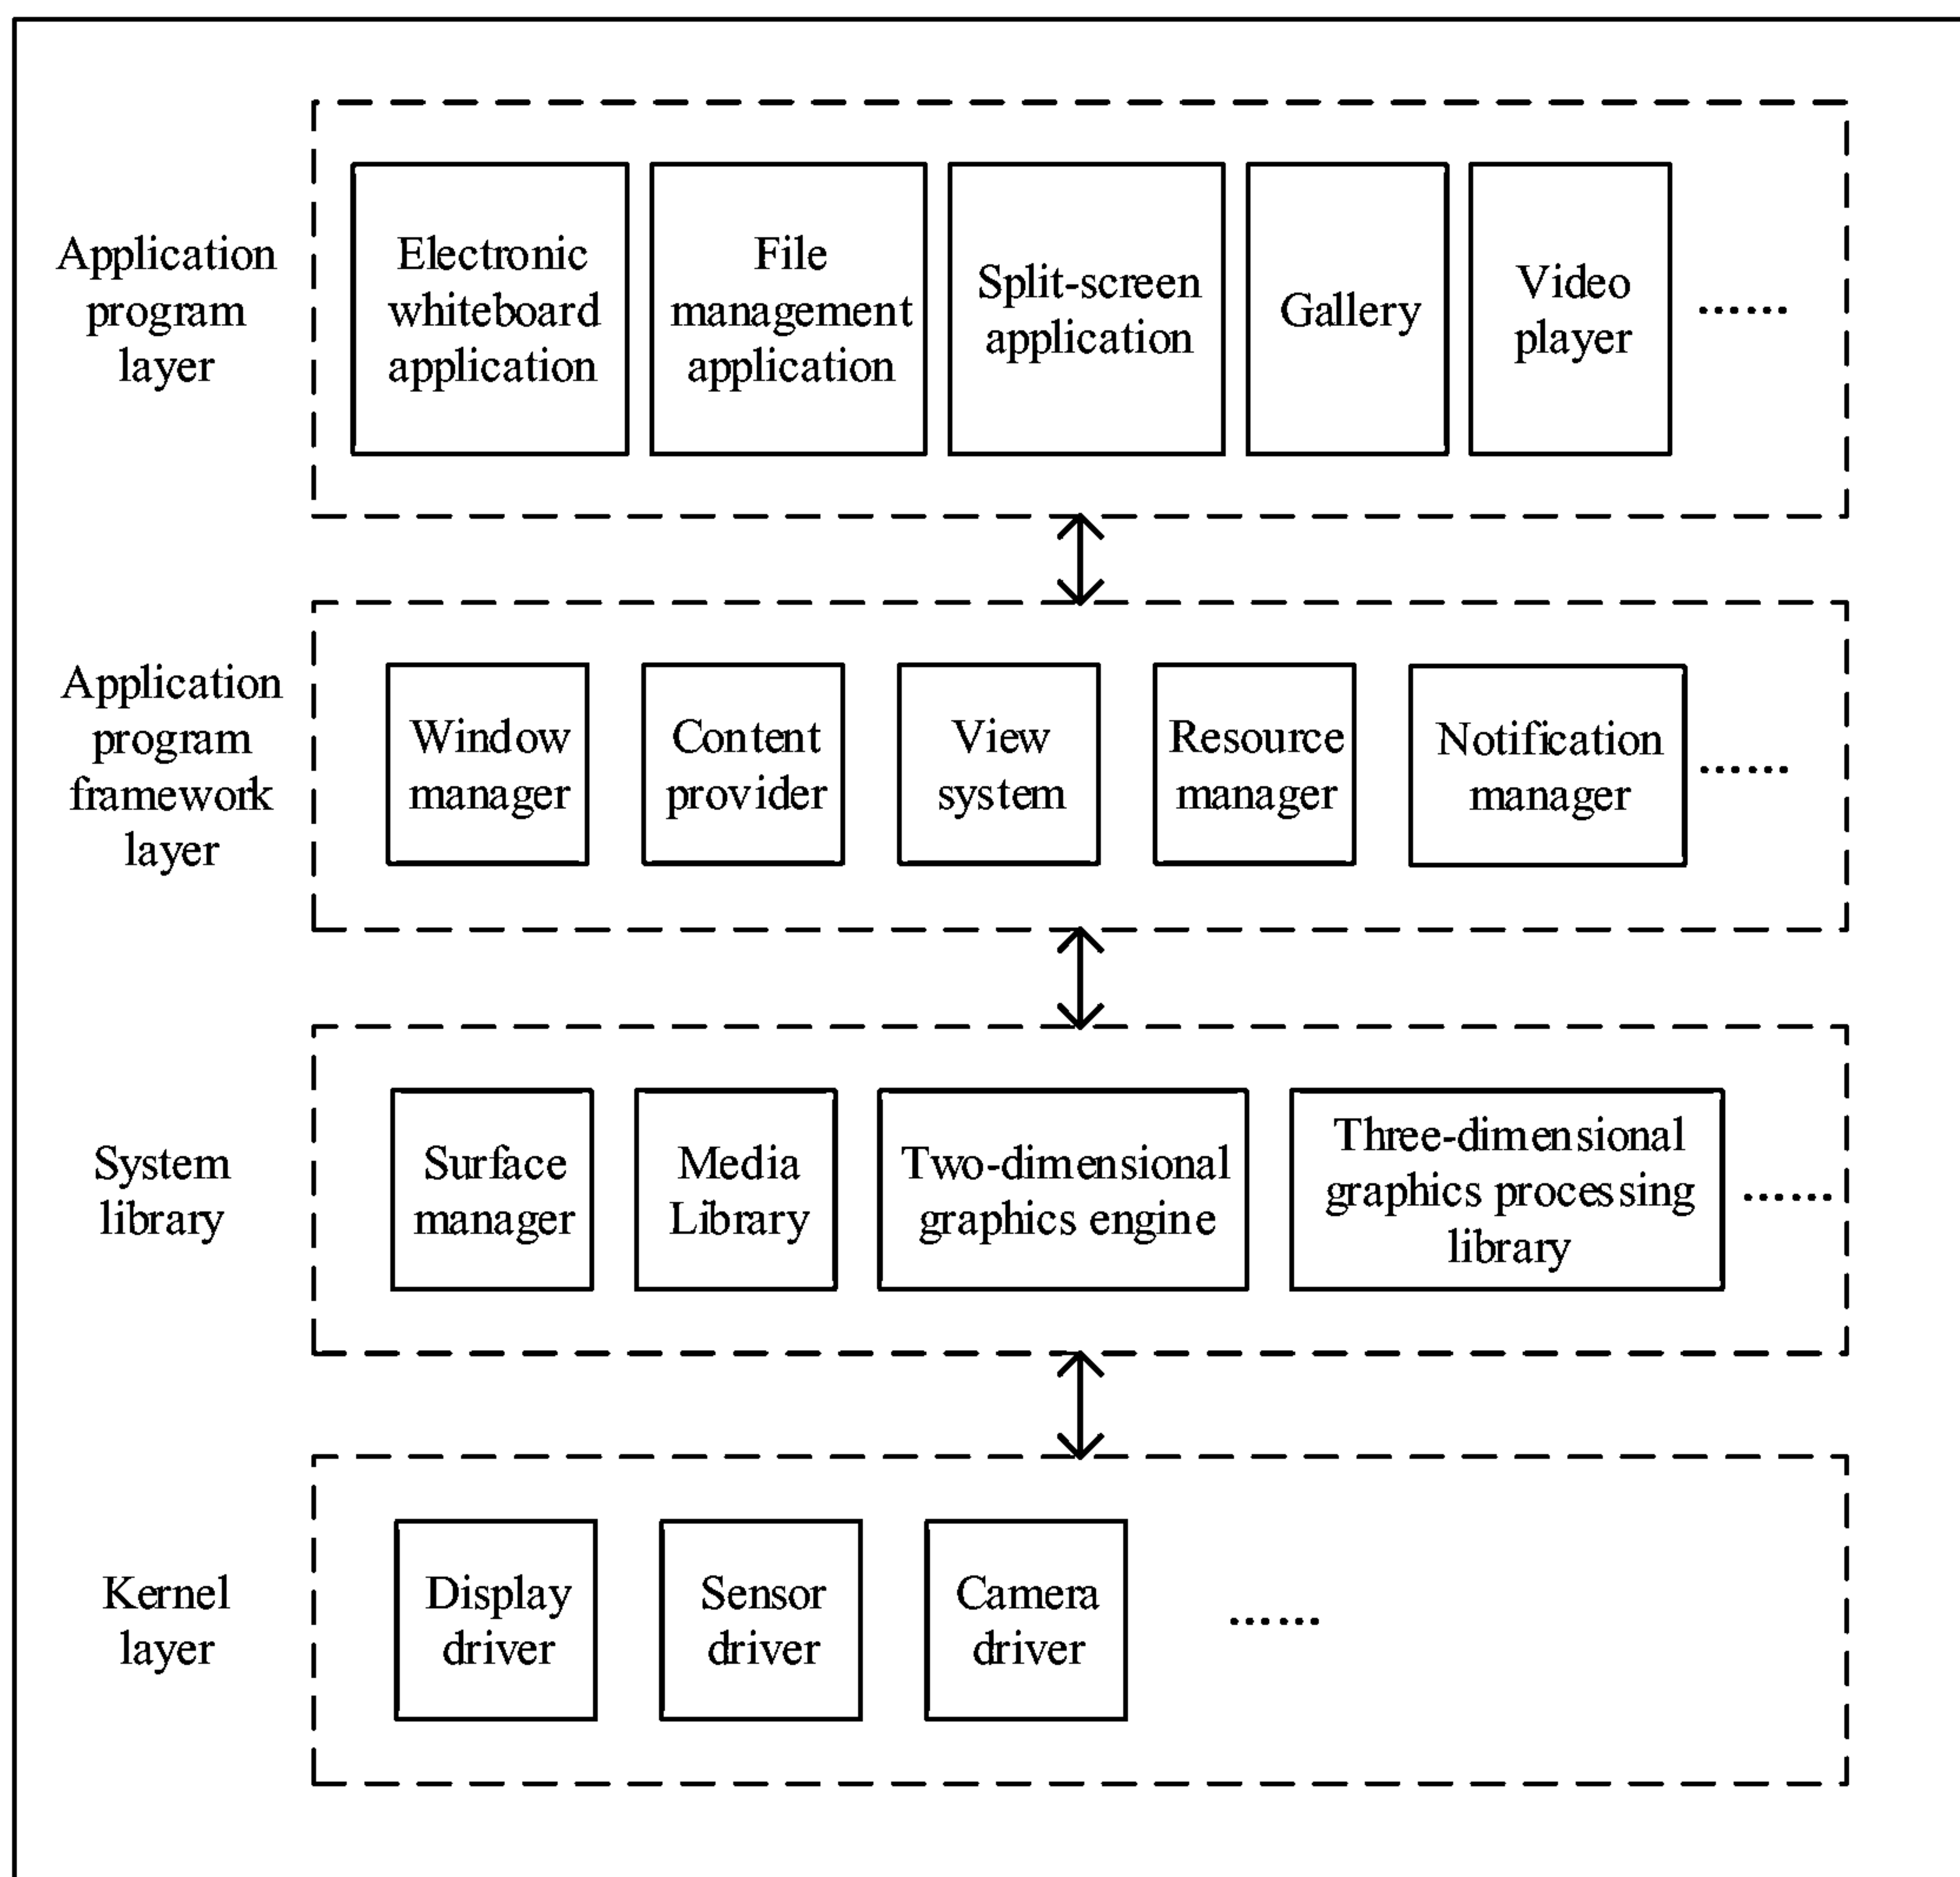 Application
program
layer
Electronic
whiteboard
application
File
management
application
Split-screen
application
Gallery
Video
player
......
Application
program
framework
layer
Window
manager
Content
provider
View
system
Resource
manager
Notification
manager
......
System
library
Surface
manager
Media
Library
Two-dimensional
graphics engine
Three-dimensional
graphics processing
library
......
Kernel
layer
Display
driver
Sensor
driver
Camera
driver
......